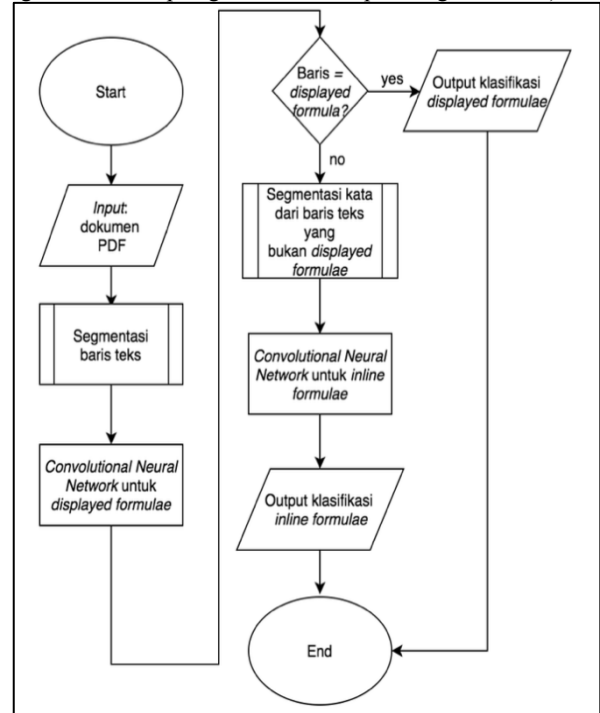 Start
Input:
dokumen
PDF
Segmentasi
baris teks
Convolutional Neural
Network untuk
displayed formulae
Baris =
displayed
formula?
yes
Output klasifikasi
displayed formulae
no
Segmentasi kata
dari baris teks
yang
bukan displayed
formulae
Convolutional Neural
Network untuk inline
formulae
Output klasifikasi
inline formulae
End